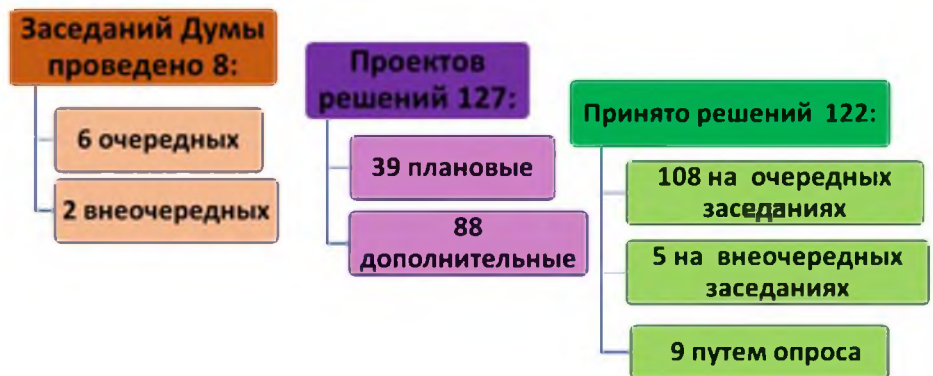 Заседаний Думы
проведено 8:
6 очередных
2 внеочередных
Проектов
решений 127:
39 плановые
88
дополнительные
Принято решений 122:
108 на очередных
заседаниях
5 на внеочередных
заседаниях
9 путем опроса